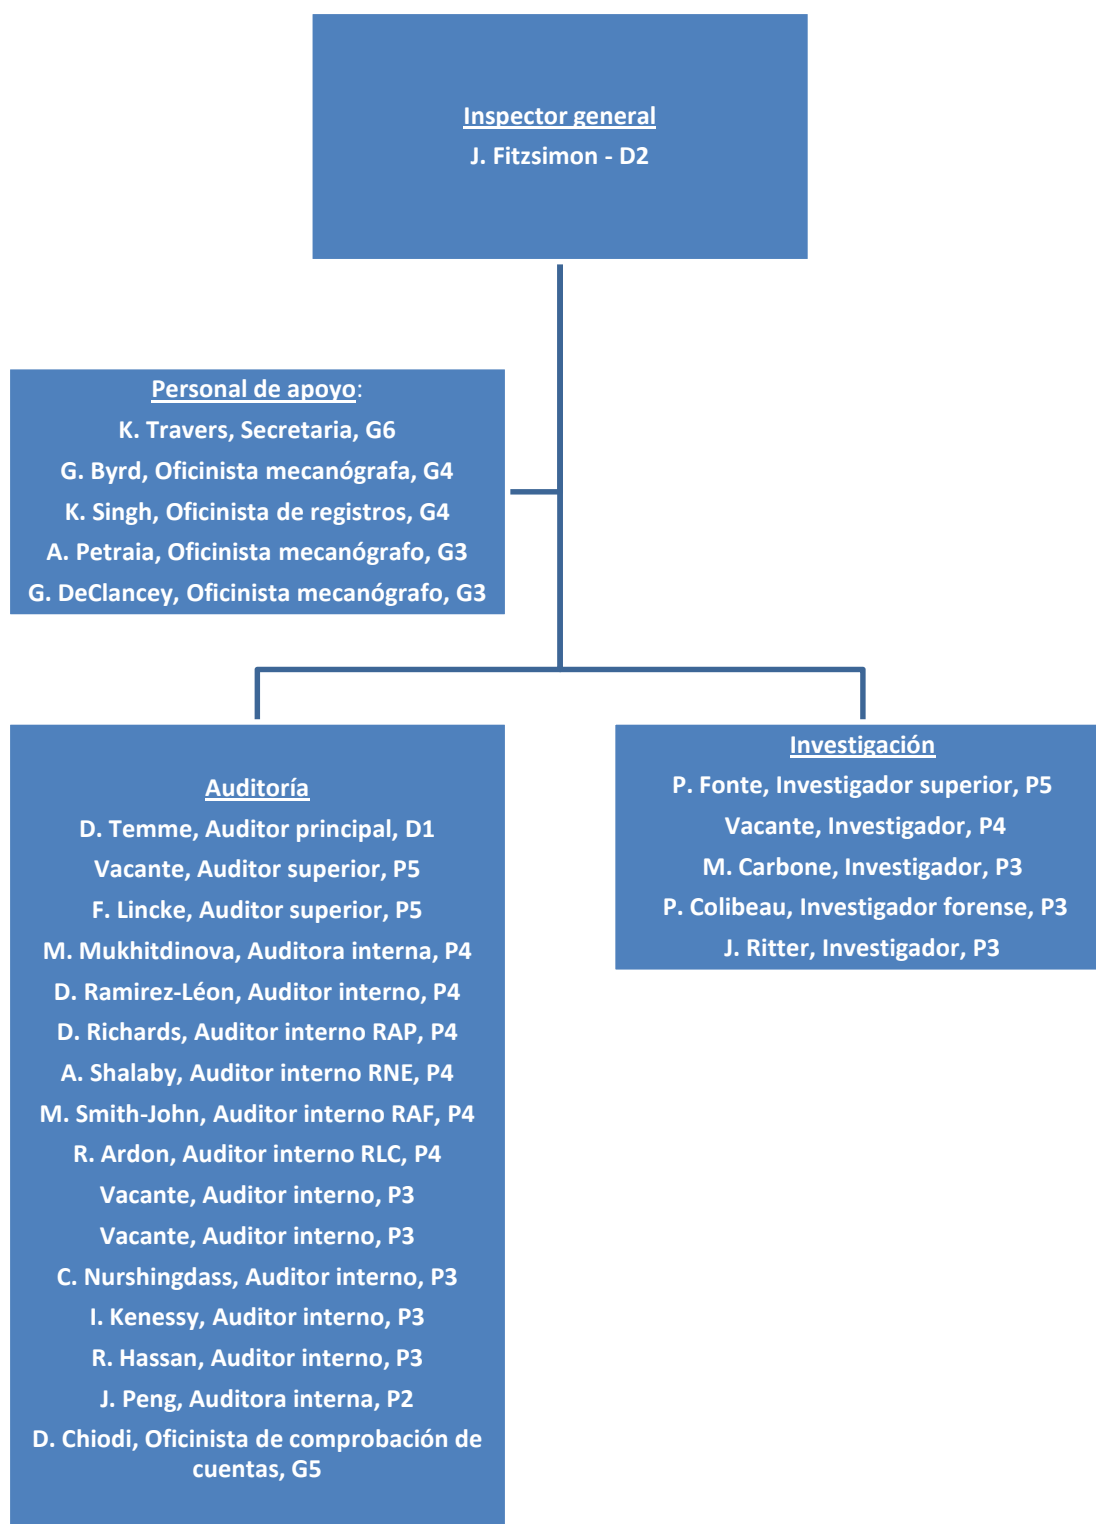 Inspector general
J. Fitzsimon - D2
Personal de apoyo:
K. Travers, Secretaria, G6
G. Byrd, Oficinista mecanógrafa, G4
K. Singh, Oficinista de registros, G4
A. Petraia, Oficinista mecanógrafo, G3
G. DeClancey, Oficinista mecanógrafo, G3
Auditoría
D. Temme, Auditor principal, D1
Vacante, Auditor superior, P5
F. Lincke, Auditor superior, P5
M. Mukhitdinova, Auditora interna, P4
D. Ramirez-Léon, Auditor interno, P4
D. Richards, Auditor interno RAP, P4
A. Shalaby, Auditor interno RNE, P4
M. Smith-John, Auditor interno RAF, P4
R. Ardon, Auditor interno RLC, P4
Vacante, Auditor interno, P3
Vacante, Auditor interno, P3
C. Nurshingdass, Auditor interno, P3
I. Kenessy, Auditor interno, P3
R. Hassan, Auditor interno, P3
J. Peng, Auditora interna, P2
D. Chiodi, Oficinista de comprobación de
cuentas, G5
Investigación
P. Fonte, Investigador superior, P5
Vacante, Investigador, P4
M. Carbone, Investigador, P3
P. Colibeau, Investigador forense, P3
J. Ritter, Investigador, P3